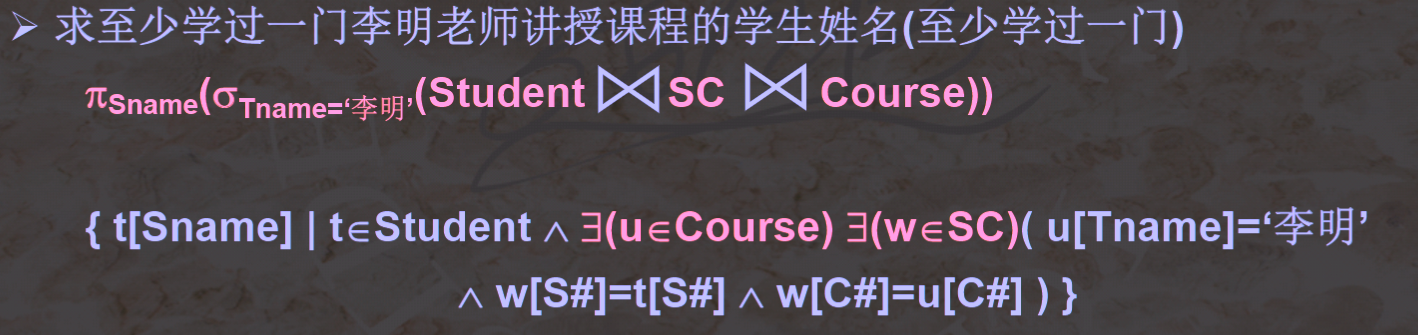 ➢ 求至少学过一门李明老师讲授课程的学生姓名(至少学过一门)
πSname(σTname=‘李明’(Student ⋈ SC ⋈ Course))
{ t[Sname] | t∈Student ∧ ∃(u∈Course) ∃(w∈SC)( u[Tname]=‘李明’
∧ w[S#]=t[S#] ∧ w[C#]=u[C#] ) }